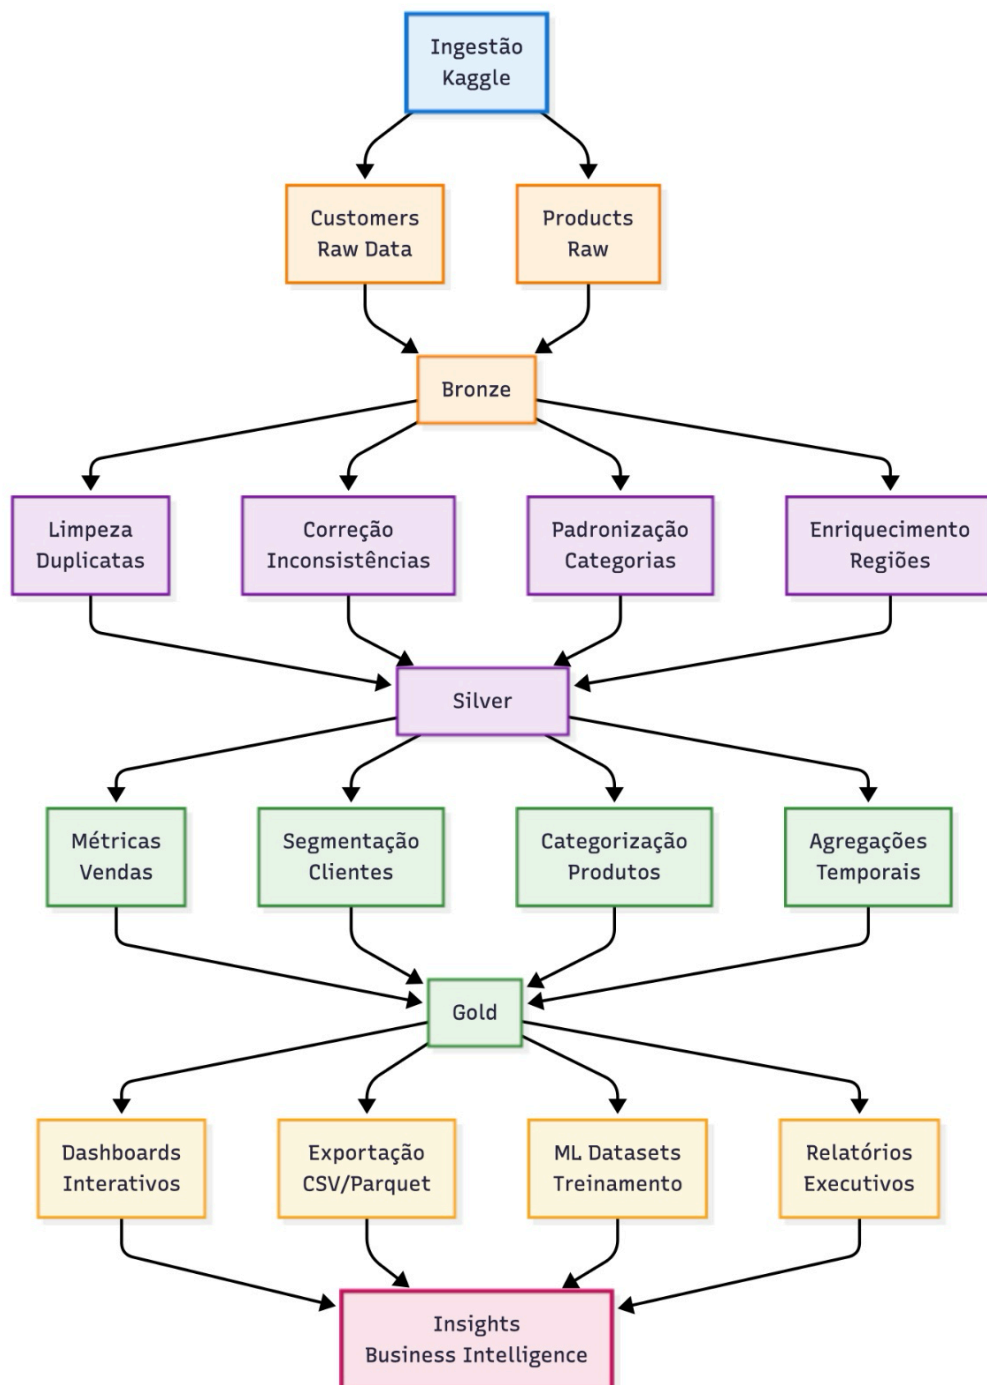 Ingestão
Kaggle
Customers
Raw Data
Products
Raw
Bronze
Limpeza
Duplicatas
Correção
Inconsistências
Padronização
Categorias
Enriquecimento
Regiões
Silver
Métricas
Vendas
Segmentação
Clientes
Categorização
Produtos
Agregações
Temporais
Gold
Dashboards
Interativos
Exportação
CSV/Parquet
ML Datasets
Treinamento
Relatórios
Executivos
Insights
Business Intelligence